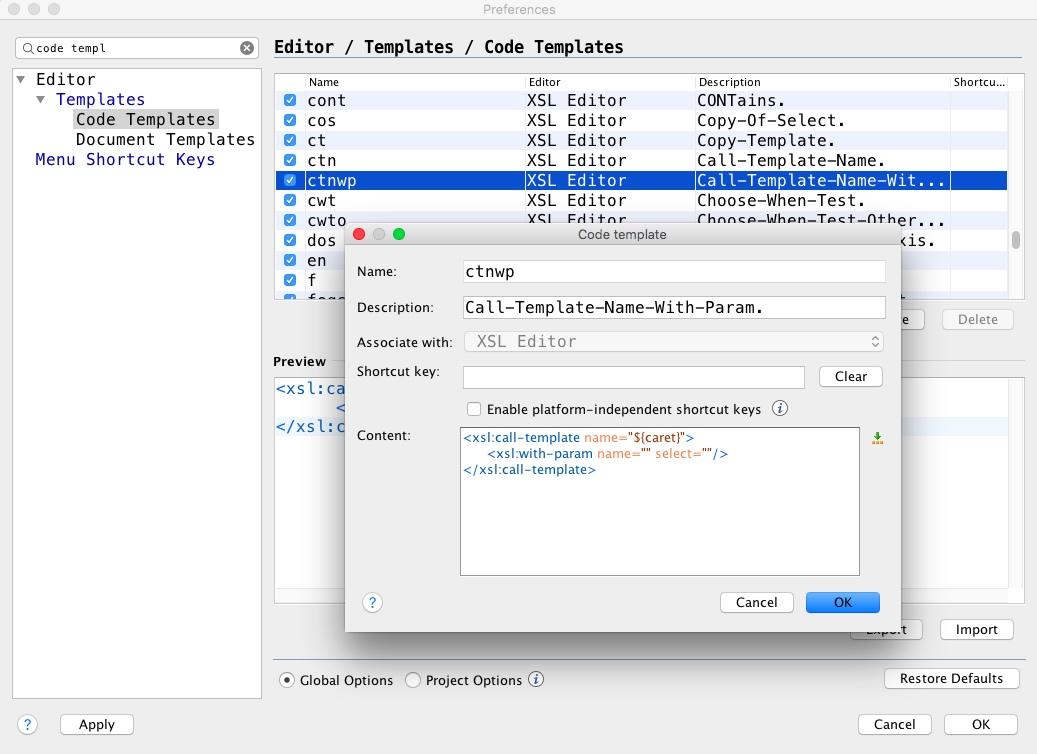 Preferences
code templ
Editor / Templates / Code Templates
Editor
Templates
Code Templates
Document Templates
Menu Shortcut Keys
Name Editor Description Shortcu...
cont XSL Editor CONTains.
cos XSL Editor Copy-Of-Select.
ct XSL Editor Copy-Template.
ctn XSL Editor Call-Template-Name.
ctnwp XSL Editor Call-Template-Name-Wit...
cwt XSL Editor Choose-When-Test.
cwto XSL Editor Choose-When-Test-Other...
dos xis.
en
f
Delete
Preview
<xsl:ca
<
</xsl:c
Code template
Name: ctnwp
Description: Call-Template-Name-With-Param.
Associate with: XSL Editor
Shortcut key: Clear
Enable platform-independent shortcut keys
Content:
<xsl:call-template name="${caret}">
<xsl:with-param name="" select=""/>
</xsl:call-template>
? Cancel OK
Export Import
Global Options Project Options Restore Defaults
? Apply Cancel OK